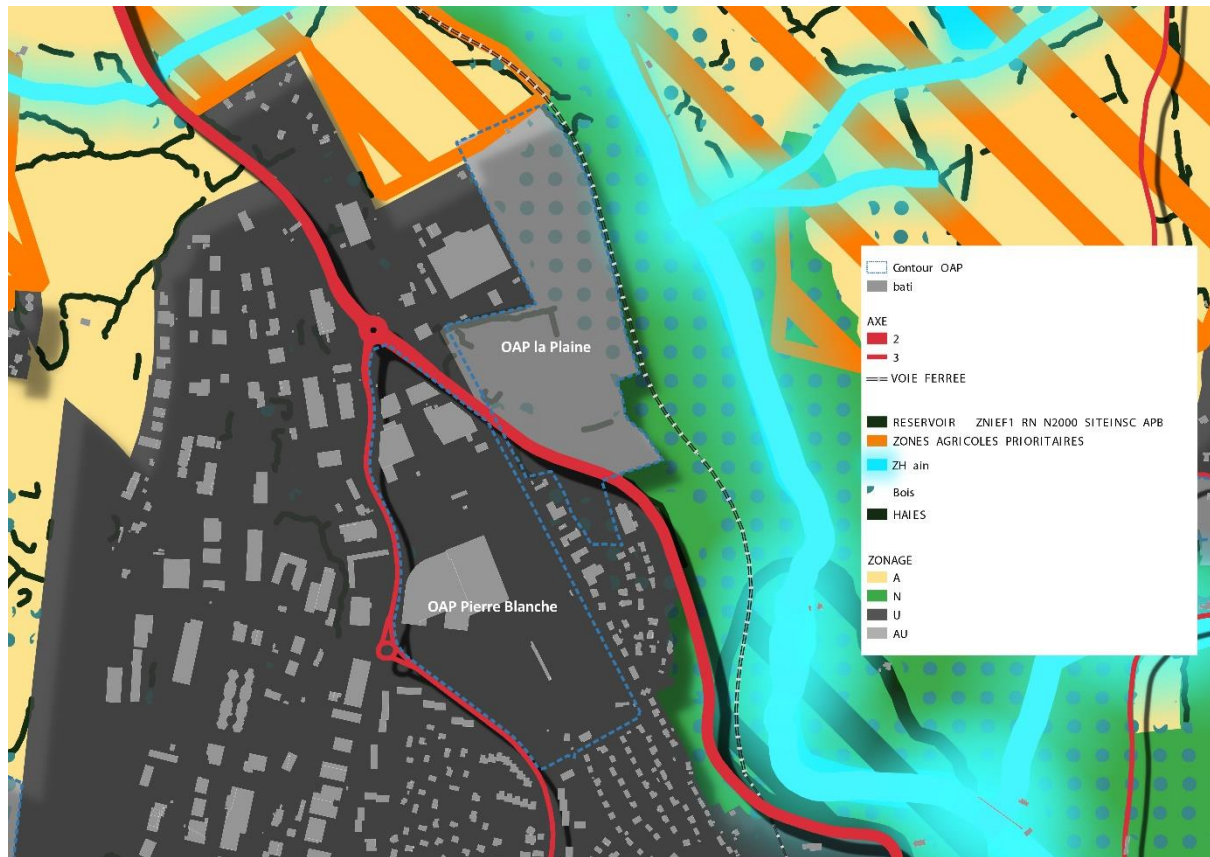 OAP la Plaine
OAP Pierre Blanche
Contour OAP
bati
AXE
2
3
VOIE FERREE
RESERVOIR ZNIEF1 RN N2000 SITEINSC APB
ZONES AGRICOLES PRIORITAIRES
ZH ain
Bois
HAIES
ZONAGE
A
N
U
AU